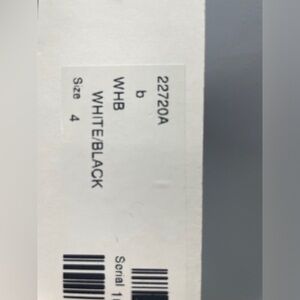 22720A
b
WHB
WHITE/BLACK
Size 4
Serial